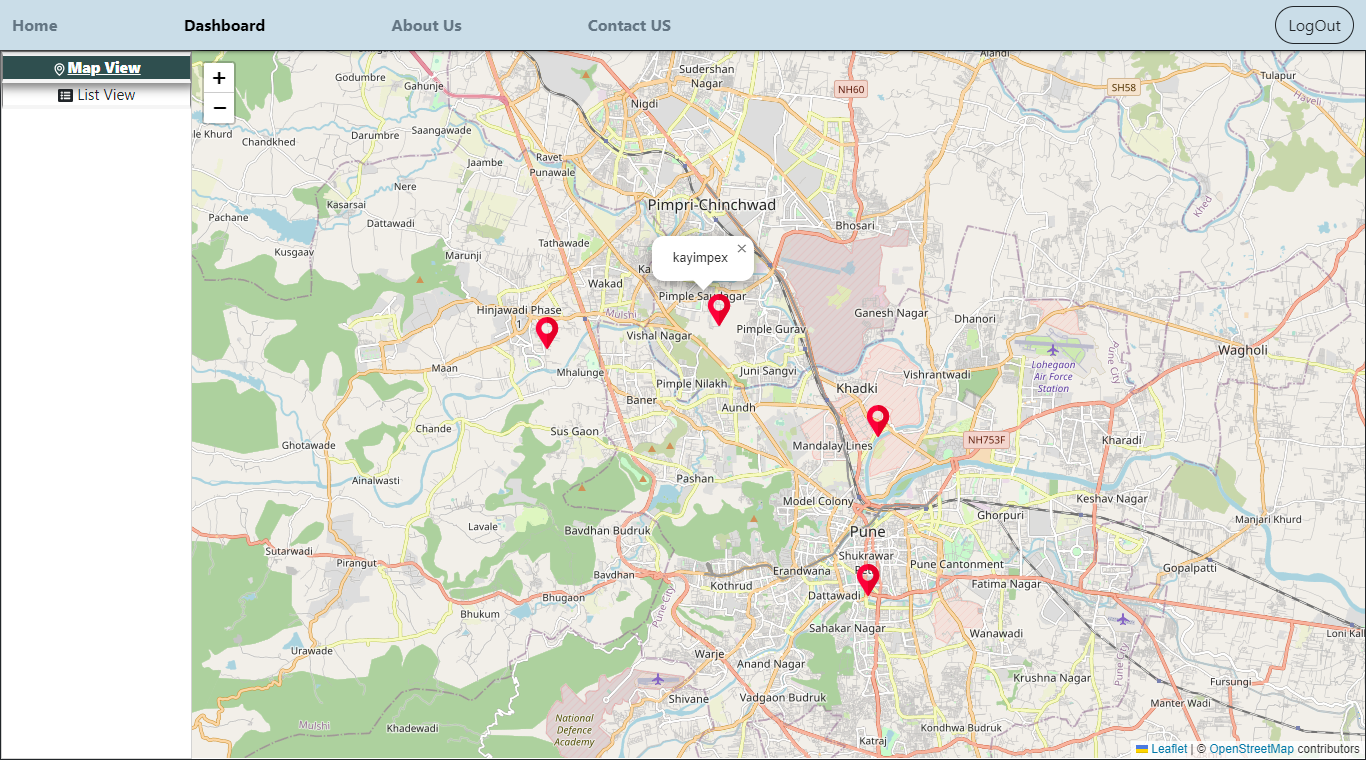 Home Dashboard About Us Contact US LogOut
Map View
List View
+
−
Alandi
Sudershan
Nagar
Godumbre
Gahunje
NH60
SH58
Tulapur
Haveli
Nigdi
le Khurd
Chandkhed
Darumbre
Saangawade
Jaambe
Ravet
Punawale
Nere
Kasarsai
Pachane
Dattawadi
Pimpri-Chinchwad
Khed
Bhosari
Kusgaav
Marunji
Tathawade
kayimpex
×
Ka
Wakad
Pimple Saudagar
Hinjawadi Phase
1
Mulshi
Vishal Nagar
Pimple Gurav
Ganesh Nagar
Dhanori
Wagholi
Pune City
Maan
Mhalunge
Juni Sangvi
Pimple Nilakh
Khadki
Vishrantwadi
Lohegaon
Air Force
Station
Baner
Aundh
Chande
Sus Gaon
Ghotawade
Mandalay Lines
NH753F
Kharadi
Ainalwasti
Pashan
Model Colony
Keshav Nagar
Lavale
Bavdhan Budruk
Pune
Ghorpuri
Manjari Khurd
Sutarwadi
Pirangut
Shukrawar
Pune Cantonment
Gopalpatti
Bavdhan
Kothrud
Erandwana
Fatima Nagar
Bhugaon
Dattawadi
Pune City
Bhukum
Sahakar Nagar
Wanawadi
Loni Kal
Urawade
Warje
Anand Nagar
Pune City
Krushna Nagar
Fursungi
Shivane
Vadgaon Budruk
Manter Wadi
Mulshi
Khadewadi
National
Defence
Academy
Kondhwa Budruk
Katraj
Leaflet | © OpenStreetMap contributors